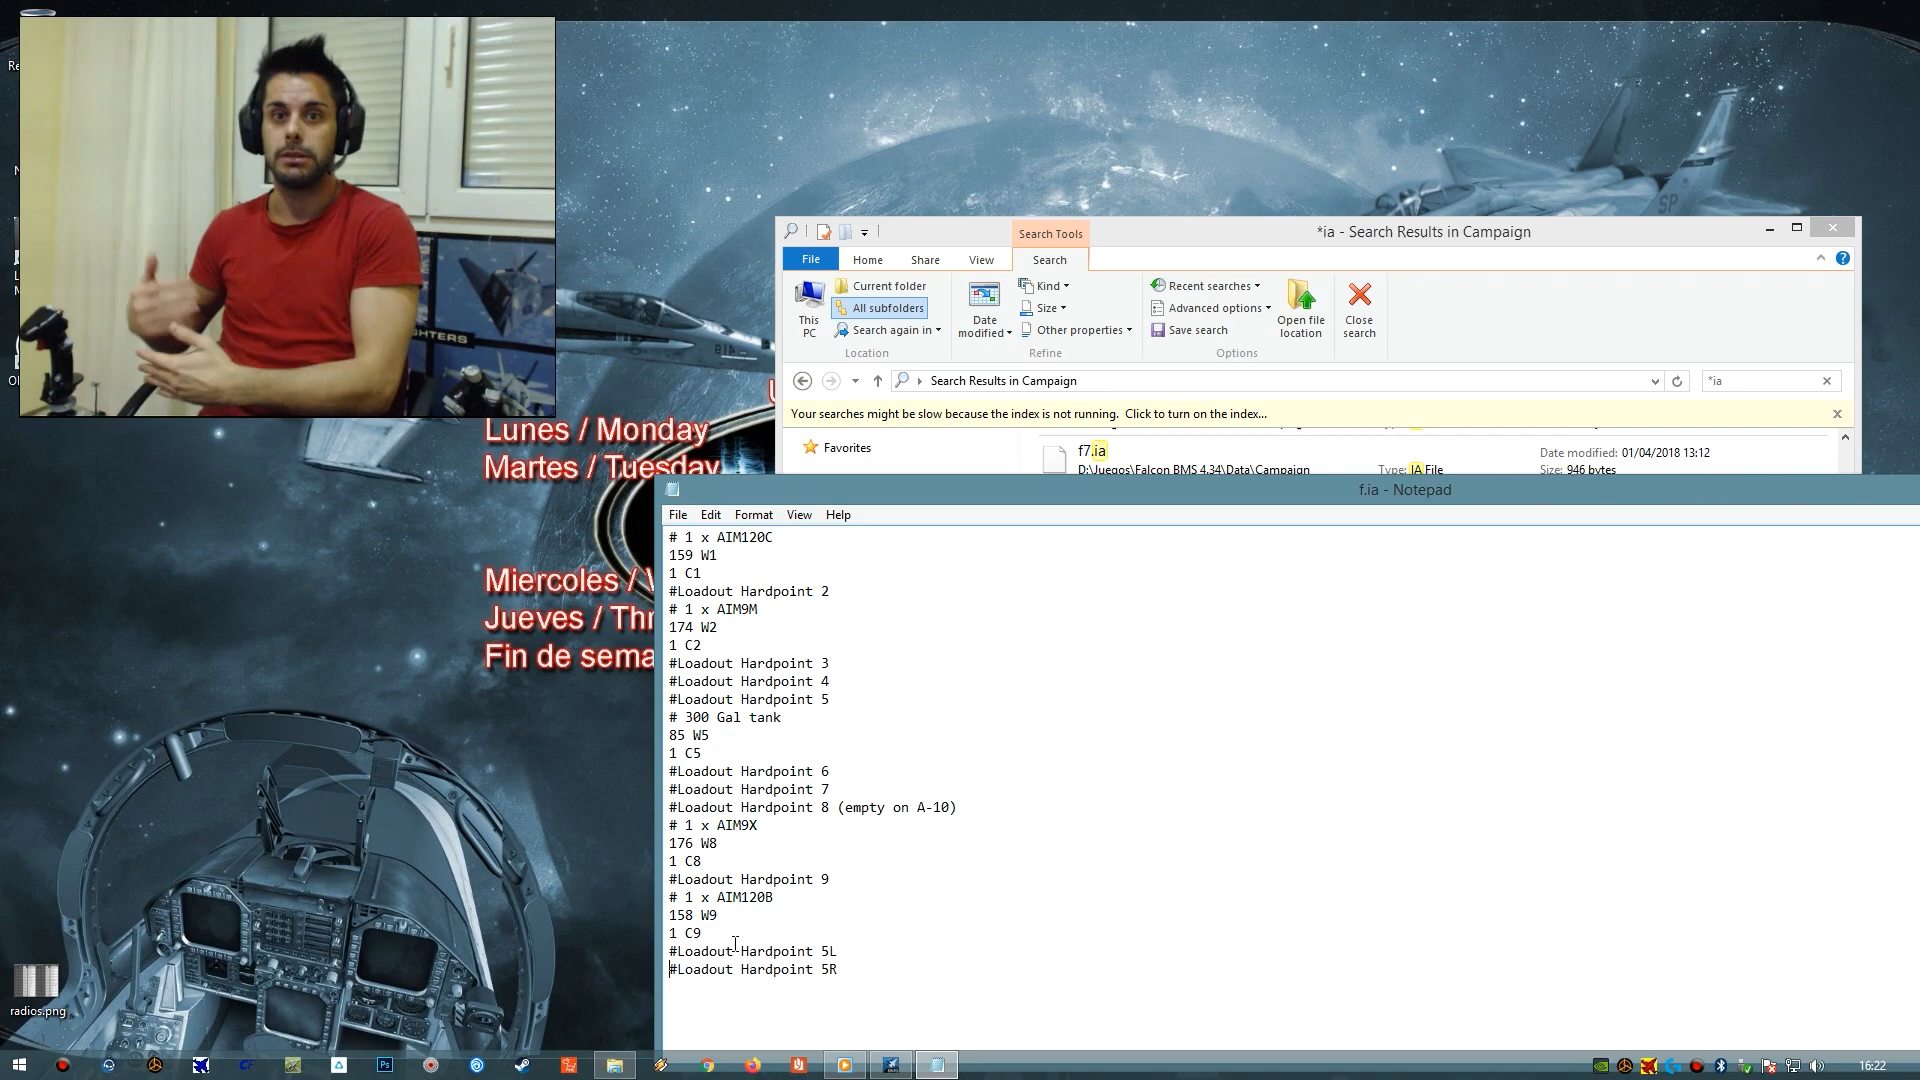 Re
FIGHTERS
SP
Lunes / Monday
Martes / Tuesday
Miercoles /
Jueves / Thr
Fin de sema
radios.png
Search Tools
*ia - Search Results in Campaign
File
Home
Share
View
Search
This PC
Current folder
All subfolders
Search again in
Location
Date modified
Kind
Size
Other properties
Refine
Recent searches
Advanced options
Save search
Options
Open file location
Close search
Search Results in Campaign
*ia
Your searches might be slow because the index is not running. Click to turn on the index...
Favorites
f7.ia
D:\Juegos\Falcon BMS 4.34\Data\Campaign
Type: IA File
Date modified: 01/04/2018 13:12
Size: 946 bytes
f.ia - Notepad
File Edit Format View Help
# 1 x AIM120C
159 W1
1 C1
#Loadout Hardpoint 2
# 1 x AIM9M
174 W2
1 C2
#Loadout Hardpoint 3
#Loadout Hardpoint 4
#Loadout Hardpoint 5
# 300 Gal tank
85 W5
1 C5
#Loadout Hardpoint 6
#Loadout Hardpoint 7
#Loadout Hardpoint 8 (empty on A-10)
# 1 x AIM9X
176 W8
1 C8
#Loadout Hardpoint 9
# 1 x AIM120B
158 W9
1 C9
#Loadout Hardpoint 5L
#Loadout Hardpoint 5R
Ps
16:22